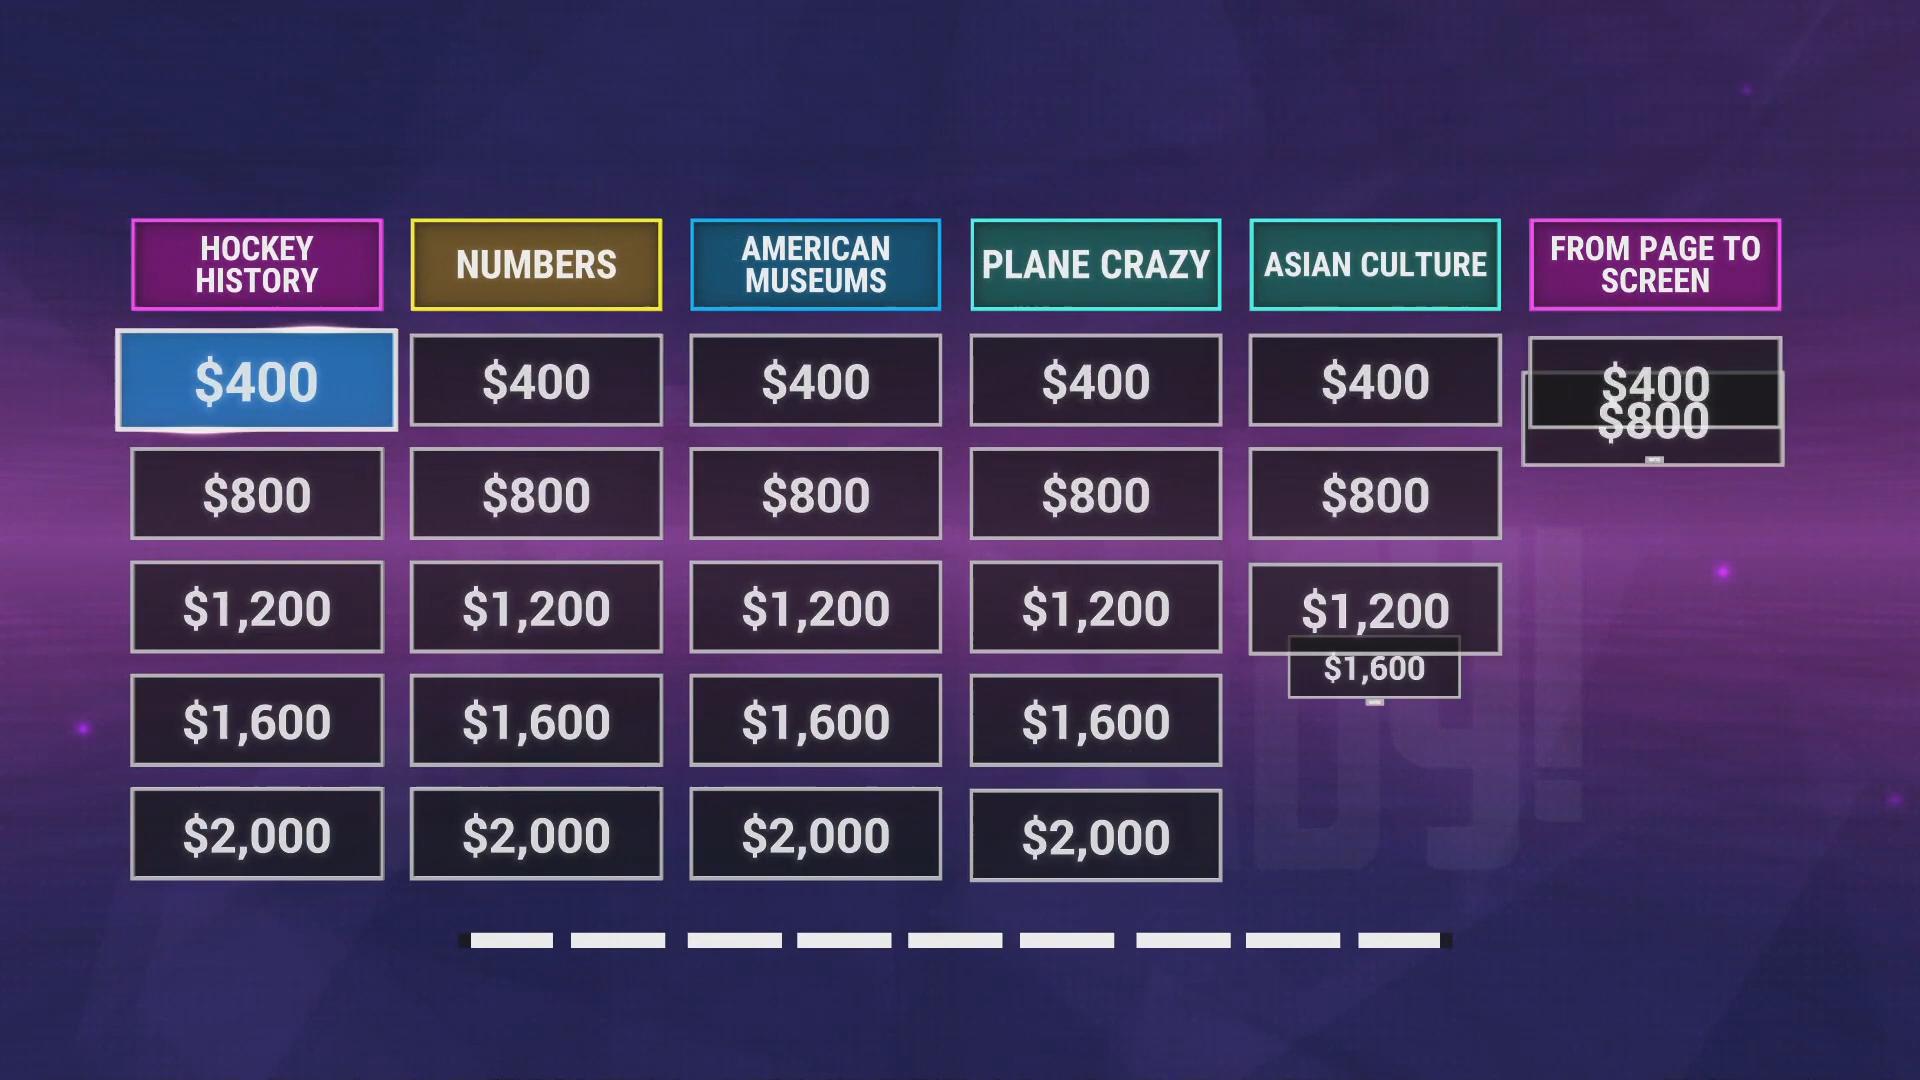 HOCKEY
HISTORY
NUMBERS
AMERICAN
MUSEUMS
PLANE CRAZY
ASIAN CULTURE
FROM PAGE TO
SCREEN
$400
$400
$400
$400
$400
$400
$800
$800
$800
$800
$800
$800
$1,200
$1,200
$1,200
$1,200
$1,200
$1,600
$1,600
$1,600
$1,600
$1,600
$2,000
$2,000
$2,000
$2,000